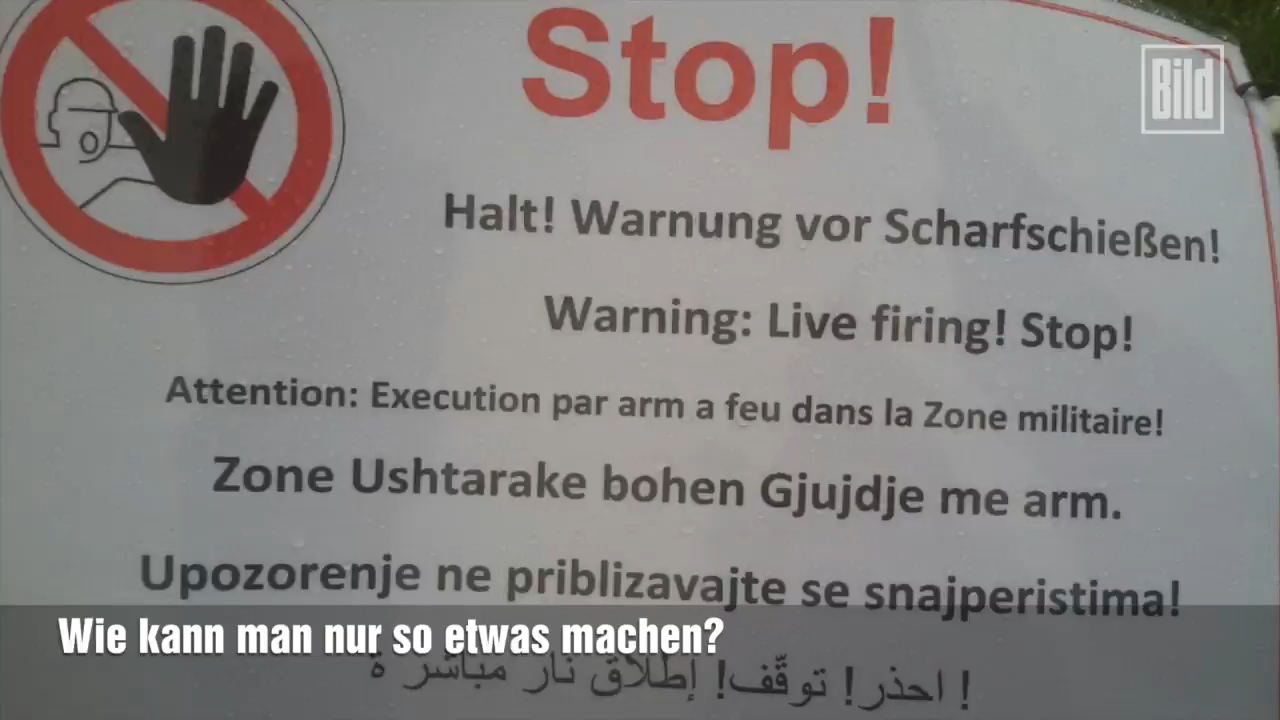 Stop!
Bild
Halt! Warnung vor Scharfschießen!
Warning: Live firing! Stop!
Attention: Execution par arm a feu dans la Zone militaire!
Zone Ushtarake bohen Gjujdje me arm.
Upozorenje ne priblizavajte se snajperistima!
Wie kann man nur so etwas machen?
! احذر! توقّف! إطلاق نار مباشر ة